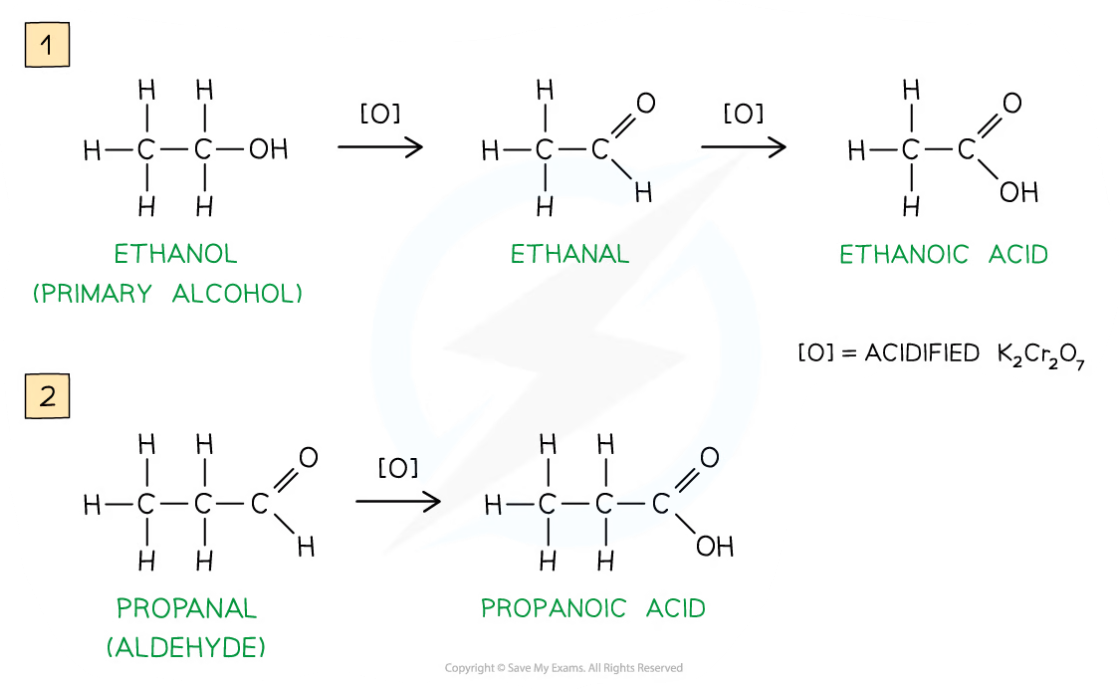 1
H H H H
[O] O [O] O
H—C—C—OH H—C—C H—C—C
H H H H H OH
ETHANOL ETHANAL ETHANOIC ACID
(PRIMARY ALCOHOL)
[O] = ACIDIFIED K₂Cr₂O₇
2
H H H H
[O] O O
H—C—C—C H—C—C—C
H H H H H OH
PROPANAL PROPANOIC ACID
(ALDEHYDE)
Copyright © Save My Exams. All Rights Reserved